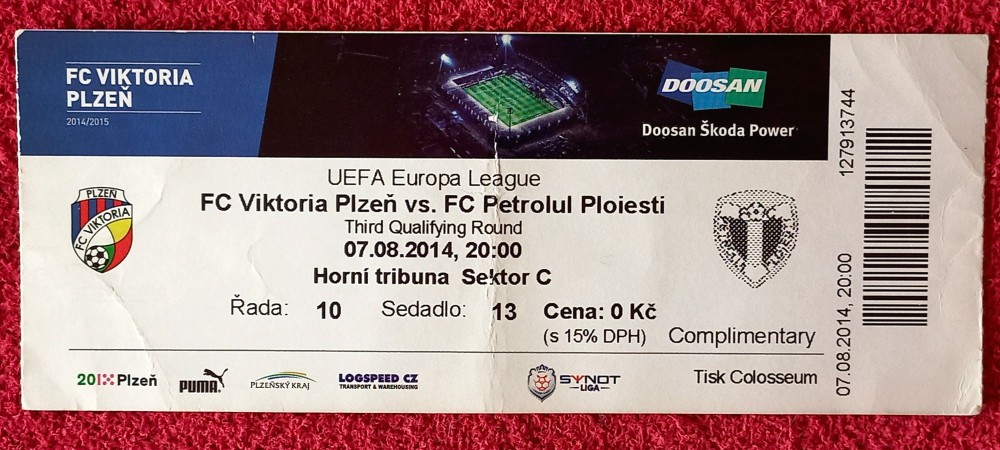 FC VIKTORIA
PLZEŇ
2014/2015
DOOSAN
Doosan Škoda Power
UEFA Europa League
FC Viktoria Plzeň vs. FC Petrolul Ploiesti
Third Qualifying Round
07.08.2014, 20:00
Horní tribuna Sektor C
Řada: 10 Sedadlo: 13 Cena: 0 Kč
(s 15% DPH) Complimentary
PLZEŇ
FC VIKTORIA
20 Plzeň
PUMA
PLZEŇSKÝ KRAJ
LOGSPEED CZ
TRANSPORT & WAREHOUSING
SYNOT
LIGA
Tisk Colosseum
127913744
07.08.2014, 20:00